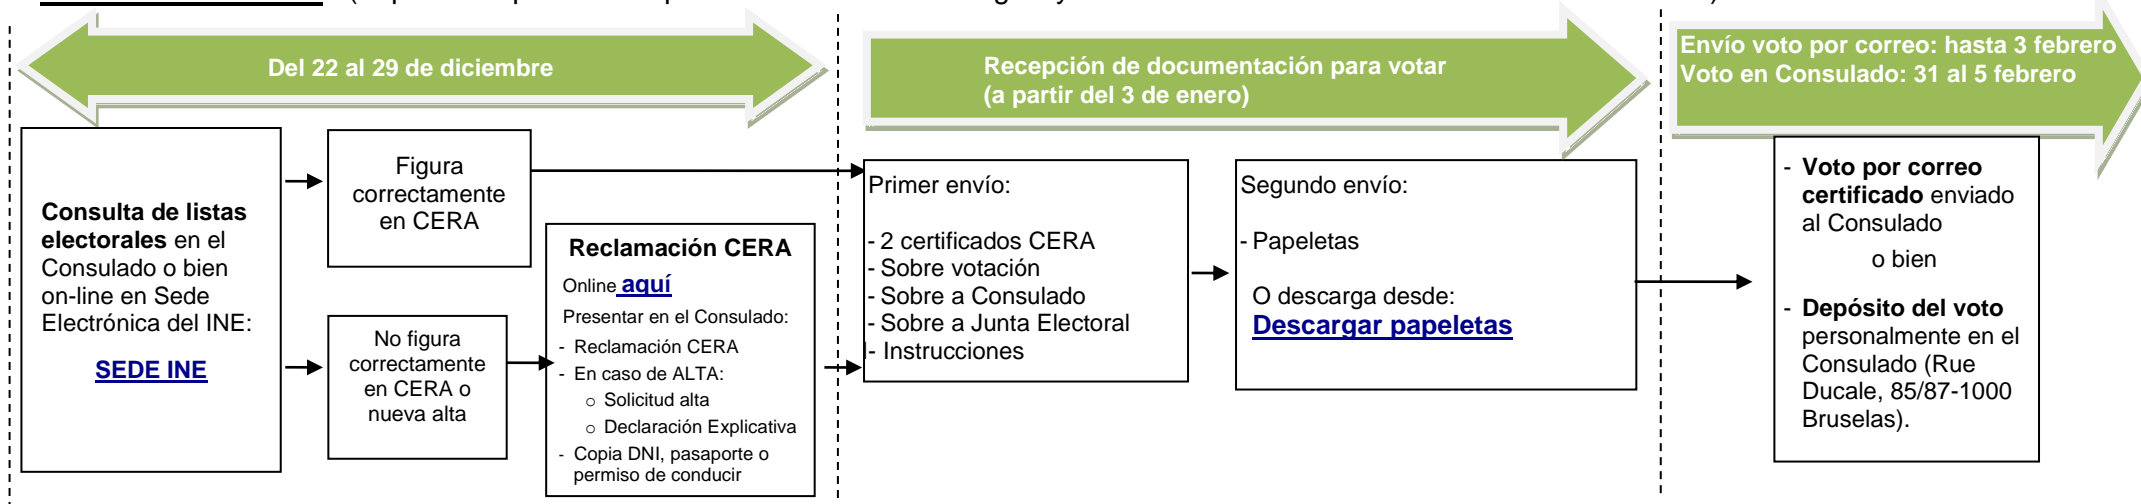 Del 22 al 29 de diciembre
Recepción de documentación para votar
(a partir del 3 de enero)
Envío voto por correo: hasta 3 febrero
Voto en Consulado: 31 al 5 febrero
Consulta de listas
electorales en el
Consulado o bien
on-line en Sede
Electrónica del INE:
SEDE INE
Figura
correctamente
en CERA
No figura
correctamente
en CERA o
nueva alta
Reclamación CERA
Online aquí
Presentar en el Consulado:
- Reclamación CERA
- En caso de ALTA:
o Solicitud alta
o Declaración Explicativa
- Copia DNI, pasaporte o
permiso de conducir
Primer envío:
- 2 certificados CERA
- Sobre votación
- Sobre a Consulado
- Sobre a Junta Electoral
- Instrucciones
Segundo envío:
- Papeletas
O descarga desde:
Descargar papeletas
- Voto por correo
certificado enviado
al Consulado
o bien
- Depósito del voto
personalmente en el
Consulado (Rue
Ducale, 85/87-1000
Bruselas).